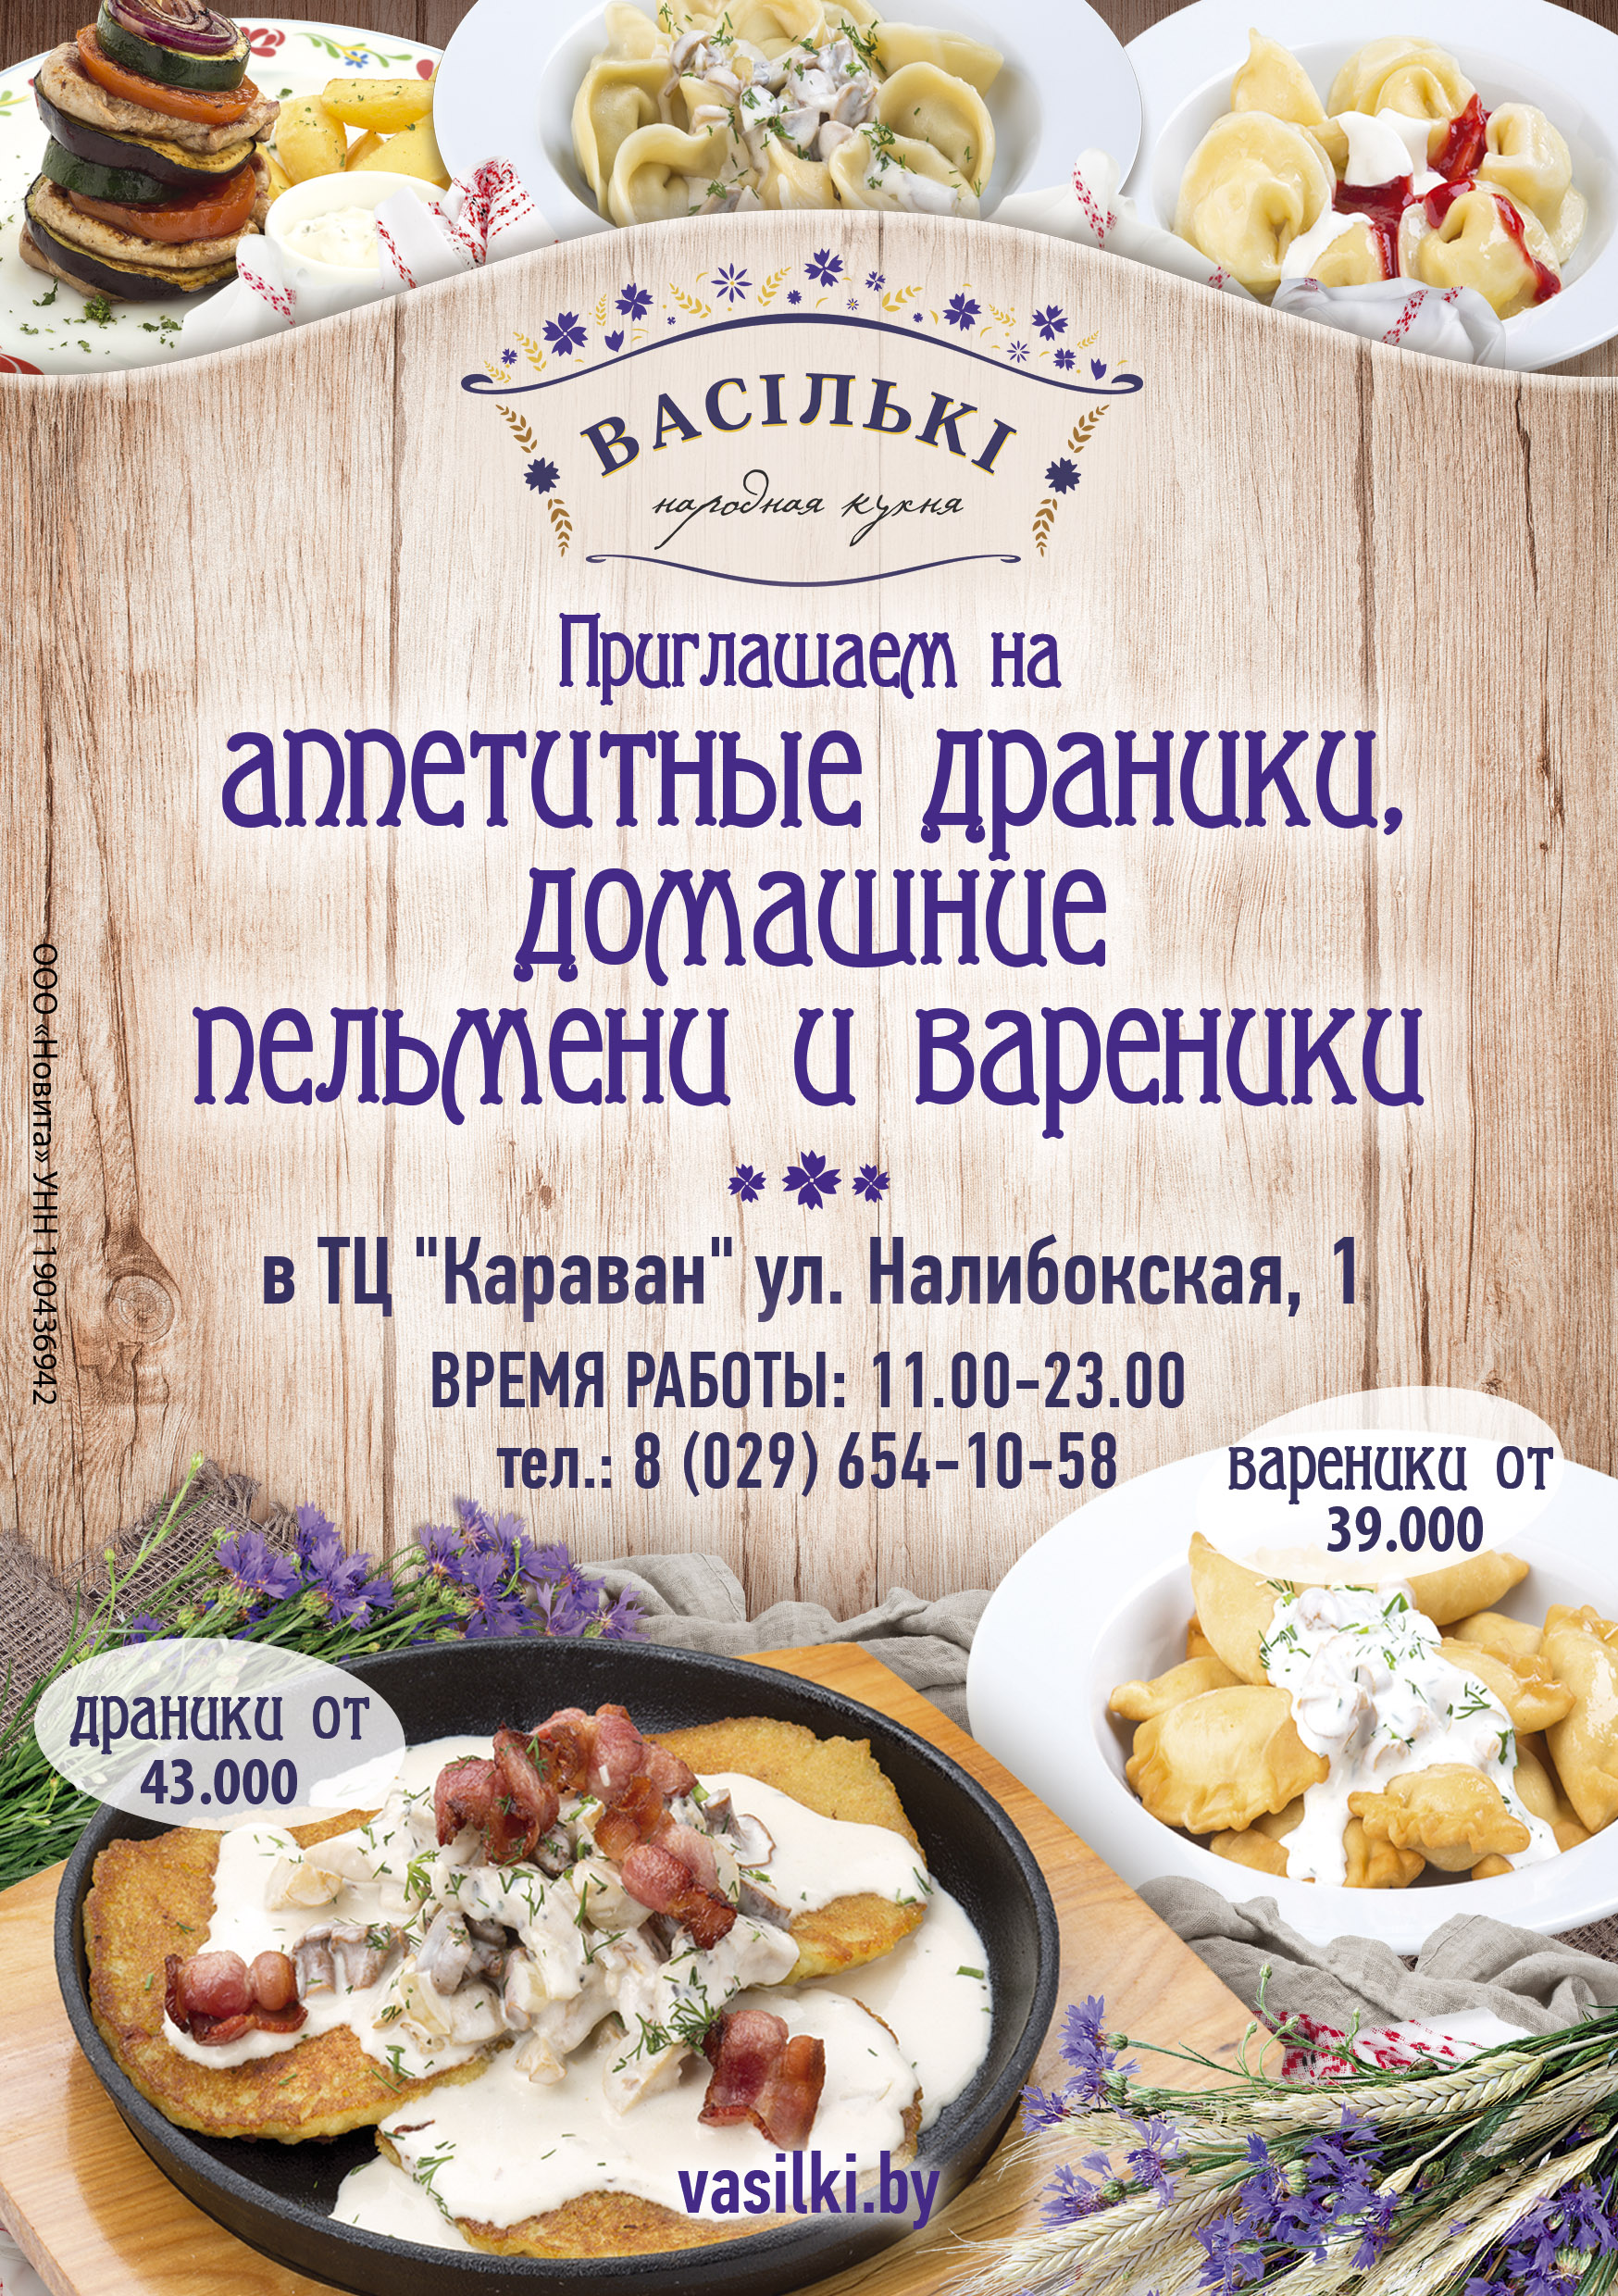 ВАСІЛЬКІ
народная кухня
Приглашаем на
аппетитные драники,
домашние
пельмени и вареники
в ТЦ "Караван" ул. Налибокская, 1
ВРЕМЯ РАБОТЫ: 11.00-23.00
тел.: 8 (029) 654-10-58
вареники от
39.000
драники от
43.000
vasilki.by
ООО «Новита» УНН 190436942